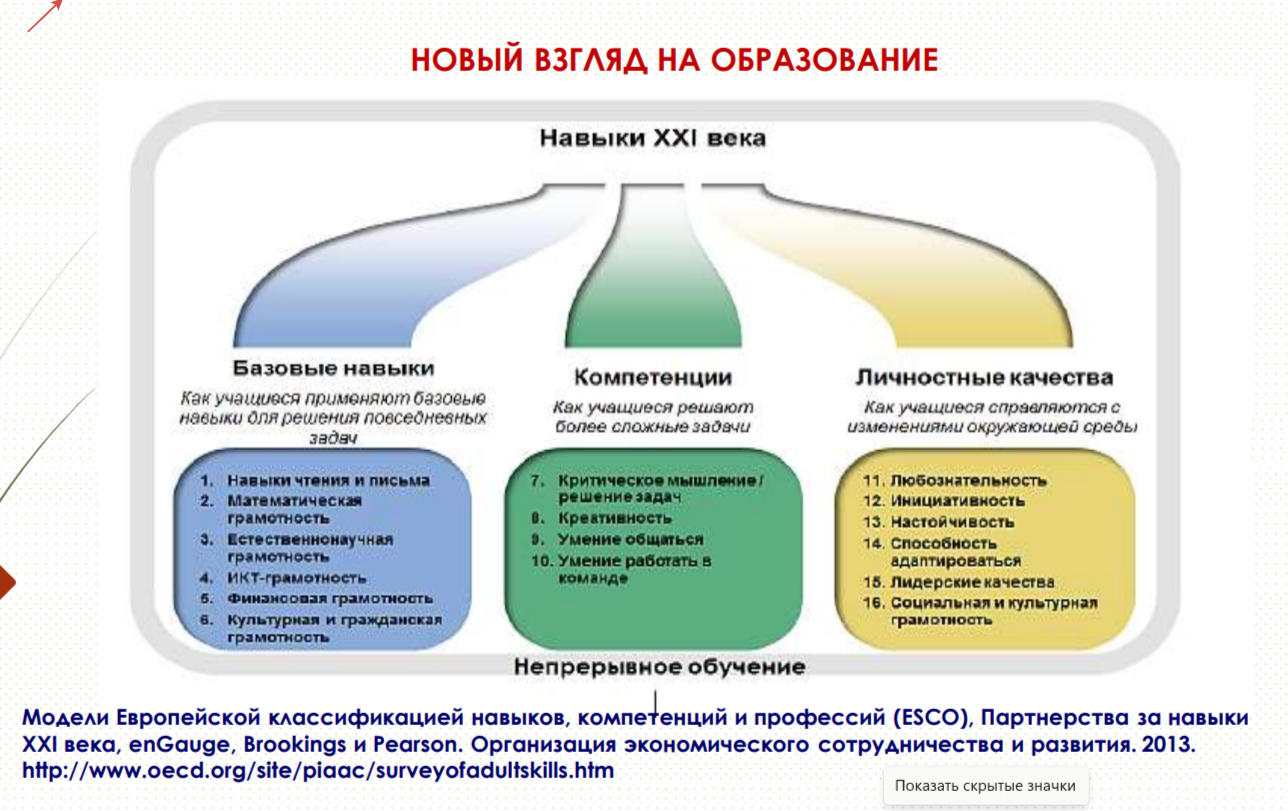 НОВЫЙ ВЗГЛЯД НА ОБРАЗОВАНИЕ
Навыки XXI века
Базовые навыки
Как учащиеся применяют базовые
навыки для решения повседневных
задач
1. Навыки чтения и письма
2. Математическая
грамотность
3. Естественнонаучная
грамотность
4. ИКТ-грамотность
5. Финансовая грамотность
6. Культурная и гражданская
грамотность
Компетенции
Как учащиеся решают
более сложные задачи
7. Критическое мышление/
решение задач
8. Креативность
9. Умение общаться
10. Умение работать в
команде
Личностные качества
Как учащиеся справляются с
изменениями окружающей среды
11. Любознательность
12. Инициативность
13. Настойчивость
14. Способность
адаптироваться
15. Лидерские качества
16. Социальная и культурная
грамотность
Непрерывное обучение
Модели Европейской классификацией навыков, компетенций и профессий (ESCO), Партнерства за навыки
XXI века, enGauge, Brookings и Pearson. Организация экономического сотрудничества и развития. 2013.
http://www.oecd.org/site/piaac/surveyofadultskills.htm
Показать скрытые значки